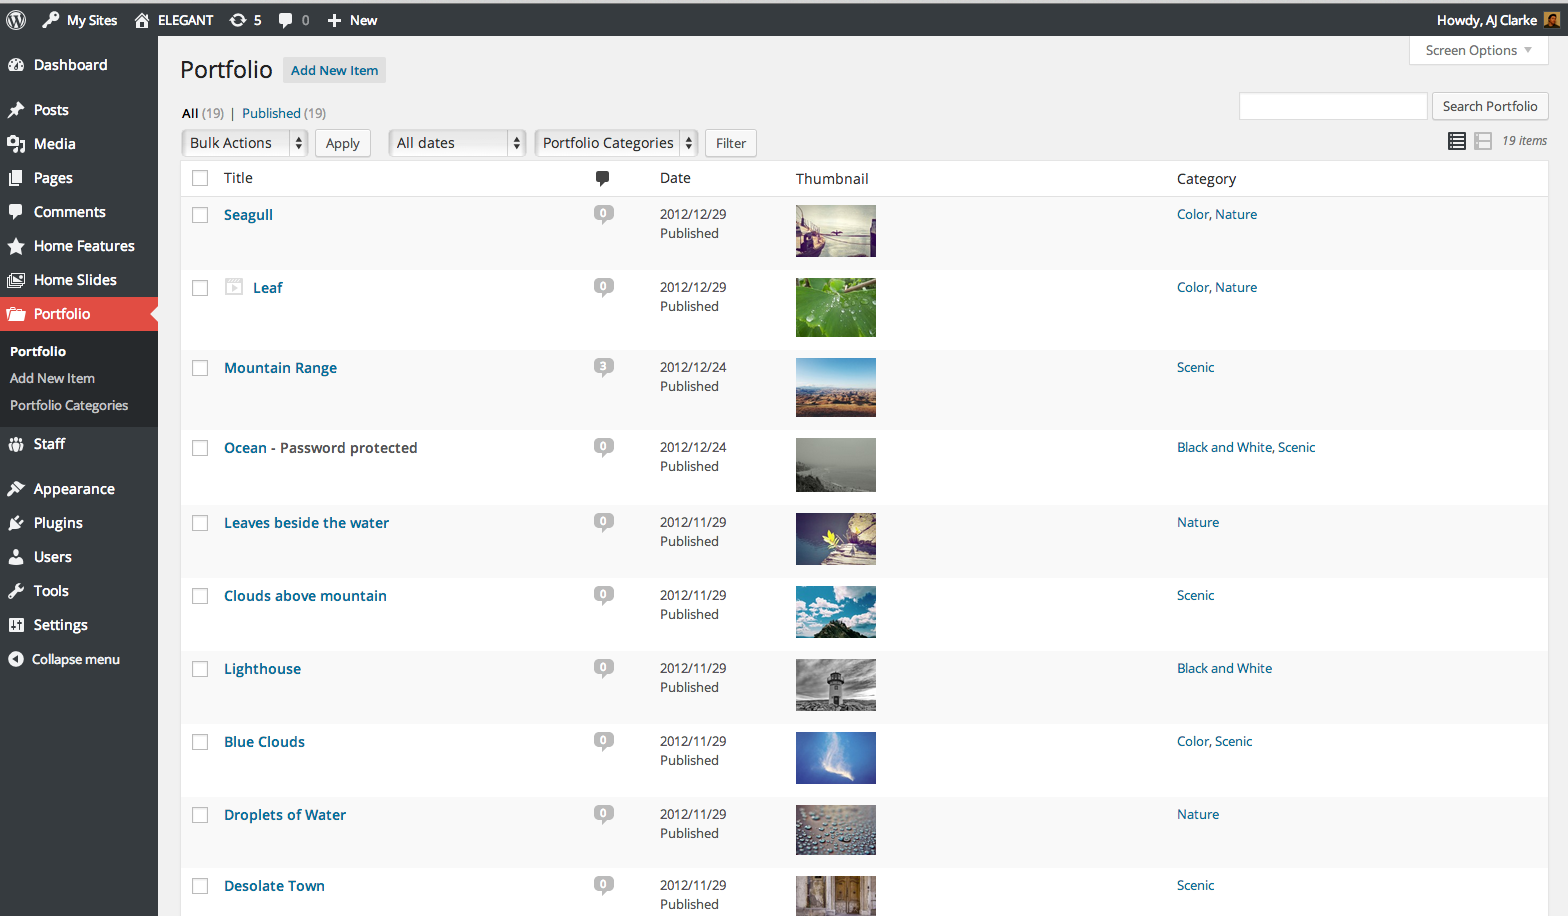 My Sites ELEGANT 5 0 New Howdy, AJ Clarke
Screen Options
Dashboard
Posts
Media
Pages
Comments
Home Features
Home Slides
Portfolio
Portfolio
Add New Item
Portfolio Categories
Staff
Appearance
Plugins
Users
Tools
Settings
Collapse menu
Portfolio Add New Item
All (19) | Published (19)
Search Portfolio
Bulk Actions Apply All dates Portfolio Categories Filter 19 items
Title Date Thumbnail Category
Seagull 0 2012/12/29 Color, Nature
Published
Leaf 0 2012/12/29 Color, Nature
Published
Mountain Range 3 2012/12/24 Scenic
Published
Ocean - Password protected 0 2012/12/24 Black and White, Scenic
Published
Leaves beside the water 0 2012/11/29 Nature
Published
Clouds above mountain 0 2012/11/29 Scenic
Published
Lighthouse 0 2012/11/29 Black and White
Published
Blue Clouds 0 2012/11/29 Color, Scenic
Published
Droplets of Water 0 2012/11/29 Nature
Published
Desolate Town 0 2012/11/29 Scenic
Published